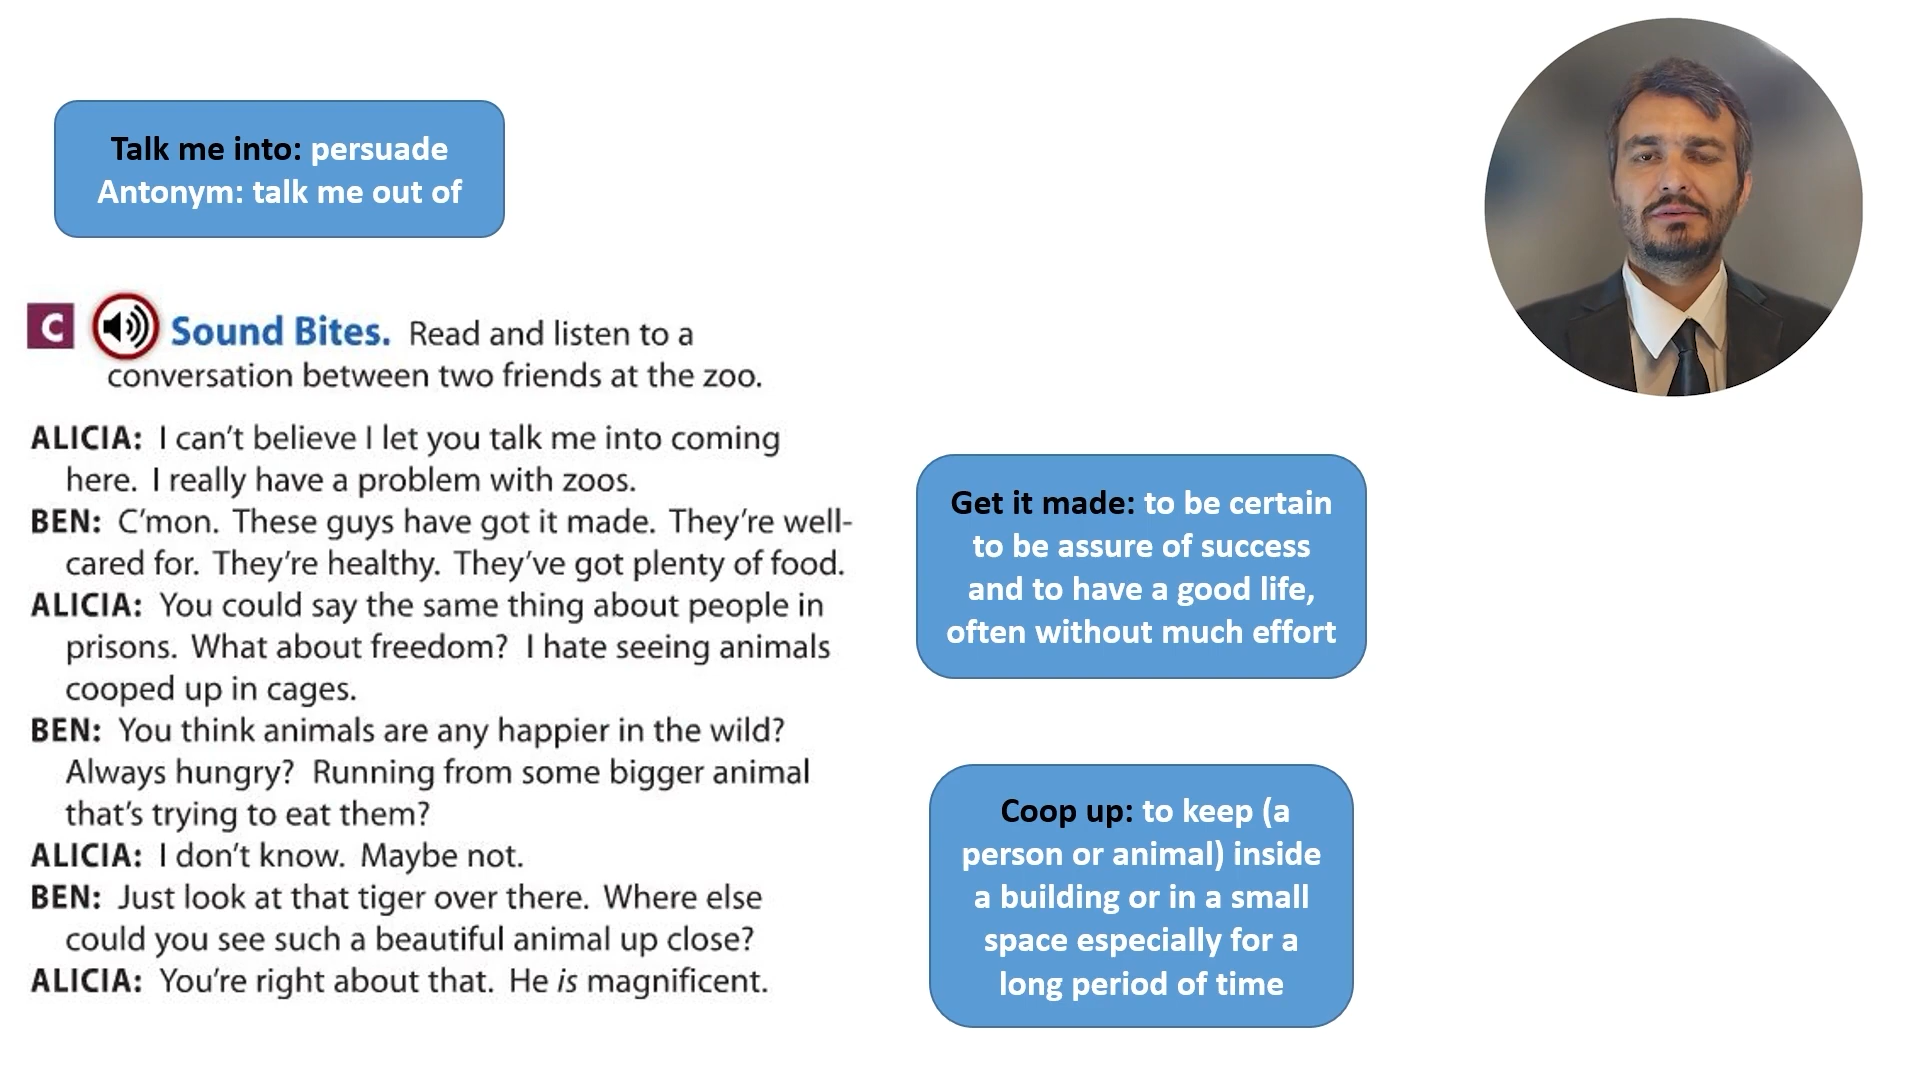 Talk me into: persuade
Antonym: talk me out of
C Sound Bites. Read and listen to a
conversation between two friends at the zoo.
ALICIA: I can't believe I let you talk me into coming
here. I really have a problem with zoos.
BEN: C'mon. These guys have got it made. They're well-
cared for. They're healthy. They've got plenty of food.
ALICIA: You could say the same thing about people in
prisons. What about freedom? I hate seeing animals
cooped up in cages.
BEN: You think animals are any happier in the wild?
Always hungry? Running from some bigger animal
that's trying to eat them?
ALICIA: I don't know. Maybe not.
BEN: Just look at that tiger over there. Where else
could you see such a beautiful animal up close?
ALICIA: You're right about that. He is magnificent.
Get it made: to be certain
to be assure of success
and to have a good life,
often without much effort
Coop up: to keep (a
person or animal) inside
a building or in a small
space especially for a
long period of time